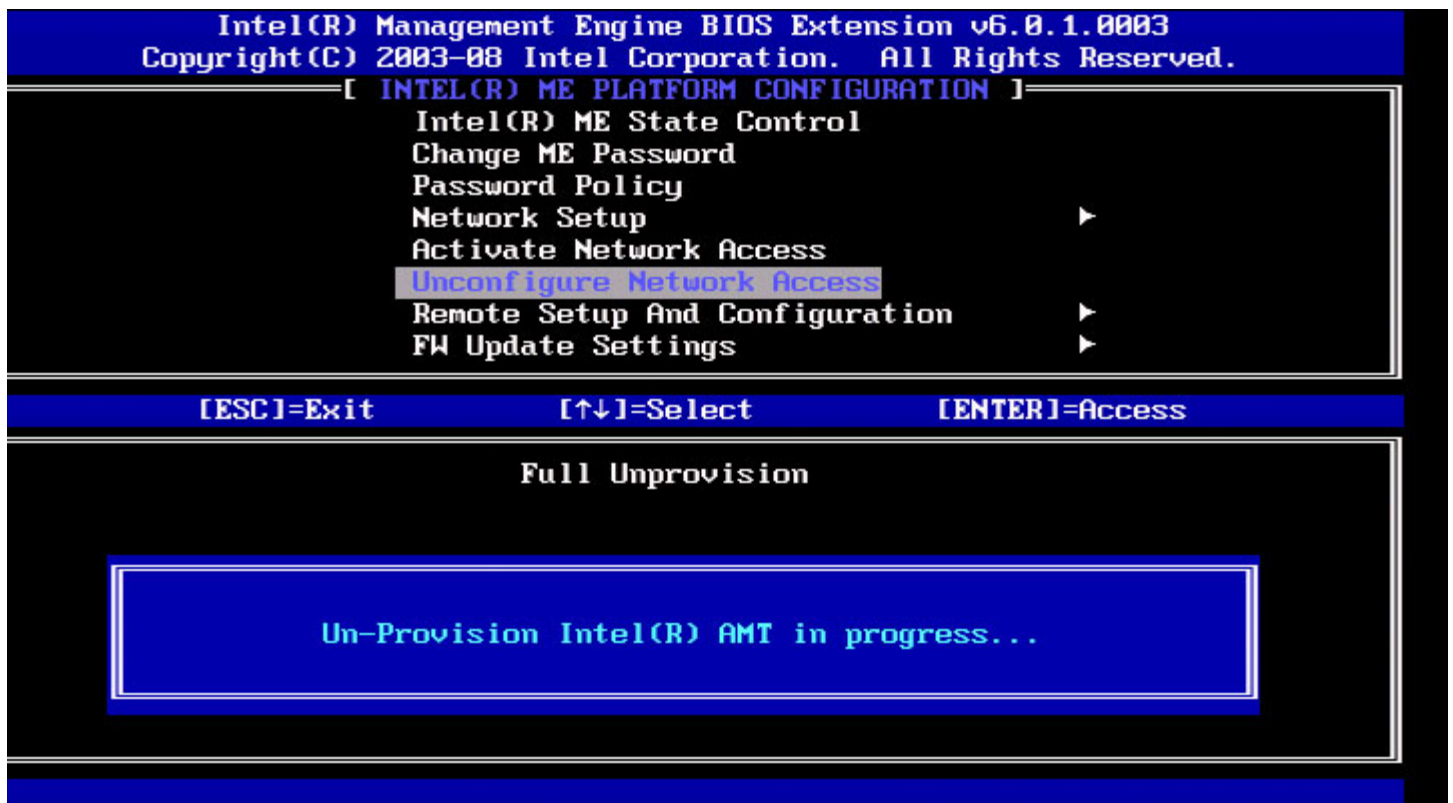 Intel(R) Management Engine BIOS Extension v6.0.1.0003
Copyright(C) 2003-08 Intel Corporation. All Rights Reserved.
[ INTEL(R) ME PLATFORM CONFIGURATION ]
Intel(R) ME State Control
Change ME Password
Password Policy
Network Setup ►
Activate Network Access
Unconfigure Network Access
Remote Setup And Configuration ►
FW Update Settings ►
[ESC]=Exit [↑↓]=Select [ENTER]=Access
Full Unprovision
Un-Provision Intel(R) AMT in progress...